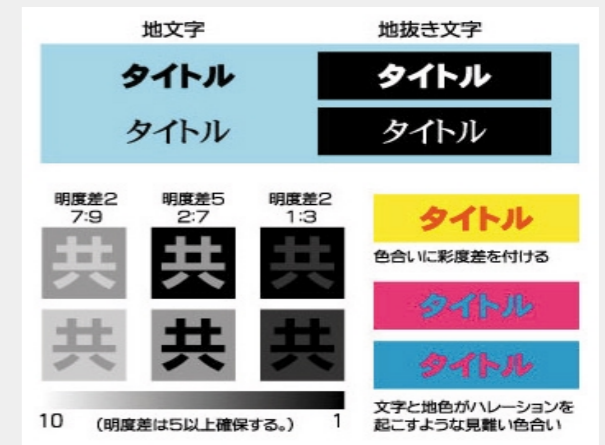 地文字 地抜き文字
タイトル タイトル
タイトル タイトル
明度差2 明度差5 明度差2
7:9 2:7 1:3
共 共 共
共 共 共
10 (明度差は5以上確保する。) 1
タイトル
色合いに彩度差を付ける
タイトル
タイトル
文字と地色がハレーションを
起こすような見難い色合い